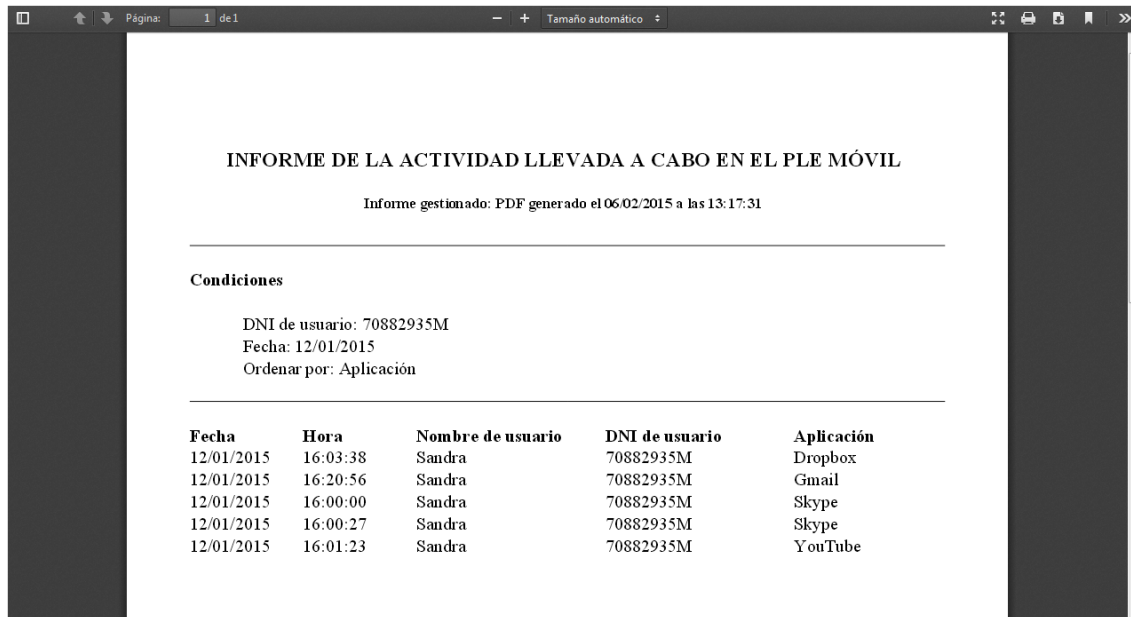 Página: 1 de 1 − + Tamaño automático
INFORME DE LA ACTIVIDAD LLEVADA A CABO EN EL PLE MÓVIL
Informe gestionado: PDF generado el 06/02/2015 a las 13:17:31
Condiciones
DNI de usuario: 70882935M
Fecha: 12/01/2015
Ordenar por: Aplicación
Fecha Hora Nombre de usuario DNI de usuario Aplicación
12/01/2015 16:03:38 Sandra 70882935M Dropbox
12/01/2015 16:20:56 Sandra 70882935M Gmail
12/01/2015 16:00:00 Sandra 70882935M Skype
12/01/2015 16:00:27 Sandra 70882935M Skype
12/01/2015 16:01:23 Sandra 70882935M YouTube